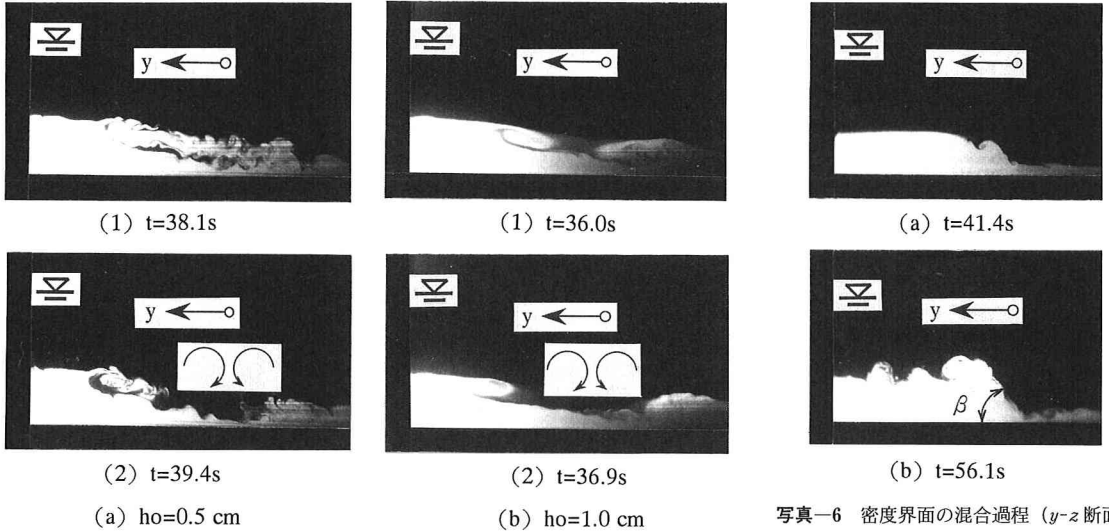 y
(1) t=38.1s
y
(2) t=39.4s
(a) ho=0.5 cm
y
(1) t=36.0s
y
(2) t=36.9s
(b) ho=1.0 cm
y
(a) t=41.4s
y
β
(b) t=56.1s
写真―6 密度界面の混合過程（y-z 断面